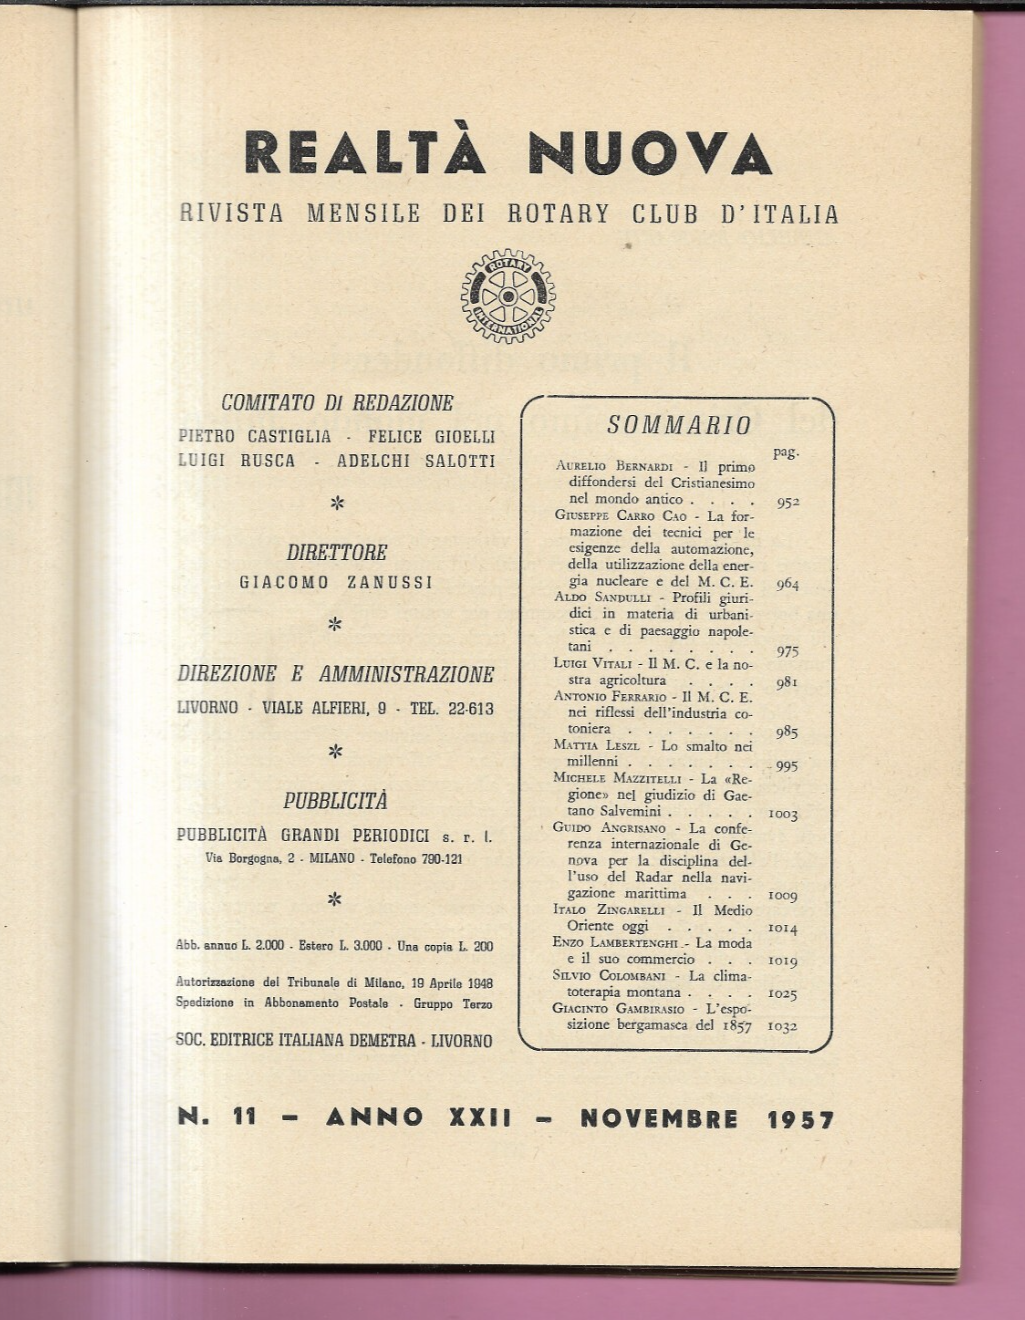 REALTÀ NUOVA
RIVISTA MENSILE DEI ROTARY CLUB D'ITALIA
ROTARY
INTERNATIONAL
COMITATO DI REDAZIONE
PIETRO CASTIGLIA - FELICE GIOELLI
LUIGI RUSCA - ADELCHI SALOTTI
*
DIRETTORE
GIACOMO ZANUSSI
*
DIREZIONE E AMMINISTRAZIONE
LIVORNO - VIALE ALFIERI, 9 - TEL. 22-613
*
PUBBLICITÀ
PUBBLICITÀ GRANDI PERIODICI s. r. l.
Via Borgogna, 2 - MILANO - Telefono 790-121
*
Abb. annuo L. 2.000 - Estero L. 3.000 - Una copia L. 200
Autorizzazione del Tribunale di Milano, 19 Aprile 1948
Spedizione in Abbonamento Postale - Gruppo Terzo
SOC. EDITRICE ITALIANA DEMETRA - LIVORNO
SOMMARIO
pag.
AURELIO BERNARDI - Il primo
diffondersi del Cristianesimo
nel mondo antico . . . . 952
GIUSEPPE CARRO CAO - La for-
mazione dei tecnici per le
esigenze della automazione,
della utilizzazione della ener-
gia nucleare e del M. C. E. 964
ALDO SANDULLI - Profili giuri-
dici in materia di urbani-
stica e di paesaggio napole-
tani . . . . . . . . 975
LUIGI VITALI - Il M. C. e la no-
stra agricoltura . . . . 981
ANTONIO FERRARIO - Il M. C. E.
nei riflessi dell'industria co-
toniera . . . . . . . 985
MATTIA LESZL - Lo smalto nei
millenni . . . . . . . 995
MICHELE MAZZITELLI - La «Re-
gione» nel giudizio di Gae-
tano Salvemini . . . . . 1003
GUIDO ANGRISANO - La confe-
renza internazionale di Ge-
nova per la disciplina del-
l'uso del Radar nella navi-
gazione marittima . . . 1009
ITALO ZINGARELLI - Il Medio
Oriente oggi . . . . . 1014
ENZO LAMBERTENGHI - La moda
e il suo commercio . . . 1019
SILVIO COLOMBANI - La clima-
toterapia montana . . . . 1025
GIACINTO GAMBIRASIO - L'espo-
sizione bergamasca del 1857 1032
N. 11 - ANNO XXII - NOVEMBRE 1957